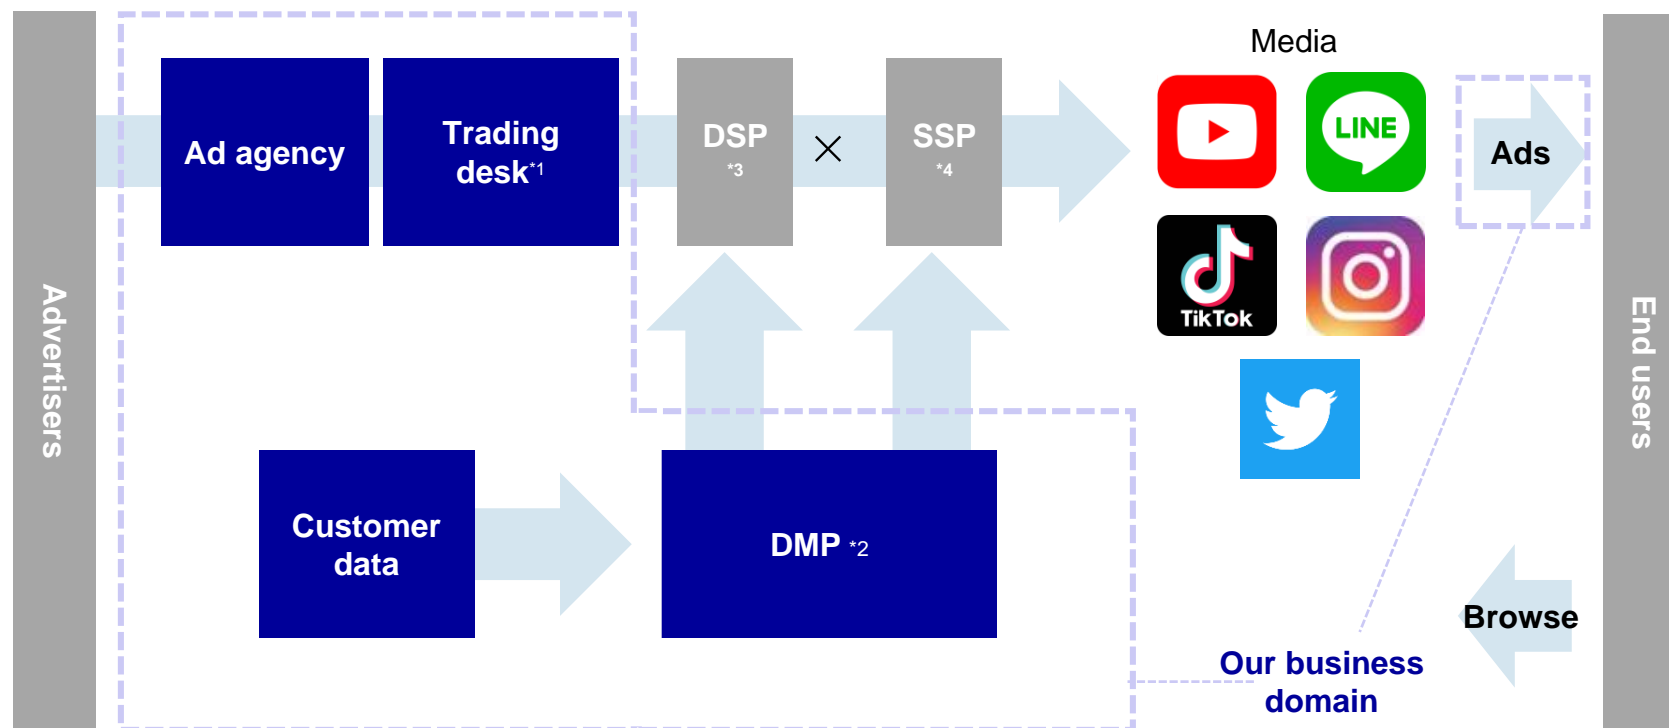 Advertisers
Ad agency
Trading
desk*1
DSP
*3
×
SSP
*4
Media
LINE
TikTok
Ads
End users
Customer
data
DMP *2
Browse
Our business
domain